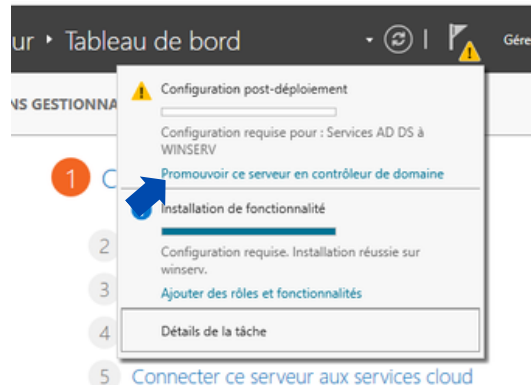 ur ▸ Tableau de bord
Gére
NS GESTIONNA
Configuration post-déploiement
Configuration requise pour : Services AD DS à
WINSERV
Promouvoir ce serveur en contrôleur de domaine
1 C
Installation de fonctionnalité
2
Configuration requise. Installation réussie sur
winserv.
3
Ajouter des rôles et fonctionnalités
4
Détails de la tâche
5 Connecter ce serveur aux services cloud